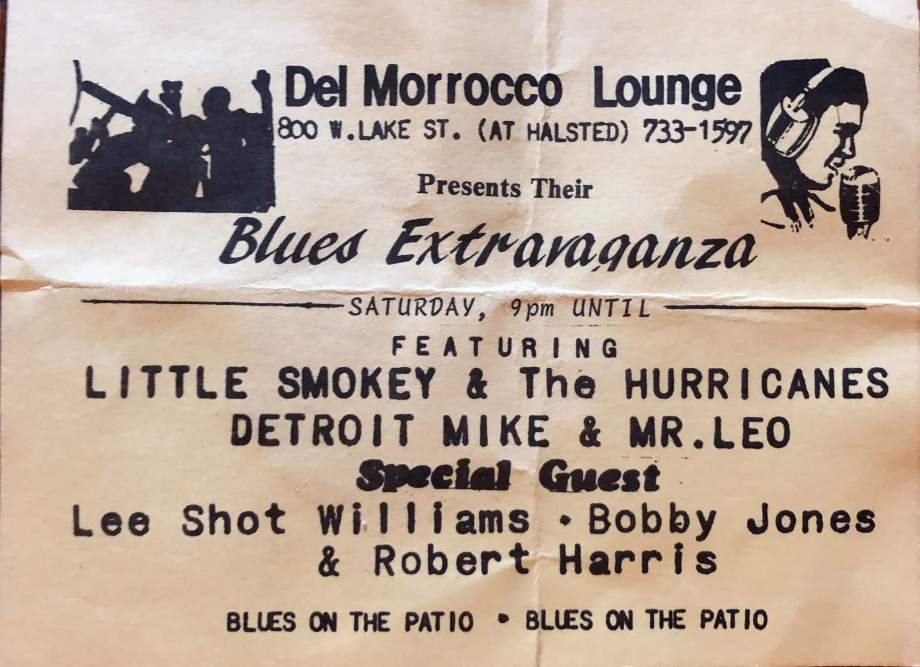 Del Morrocco Lounge
800 W.LAKE ST. (AT HALSTED) 733-1597
Presents Their
Blues Extravaganza
SATURDAY, 9pm UNTIL
FEATURING
LITTLE SMOKEY & The HURRICANES
DETROIT MIKE & MR.LEO
Special Guest
Lee Shot Williams • Bobby Jones
& Robert Harris
BLUES ON THE PATIO • BLUES ON THE PATIO